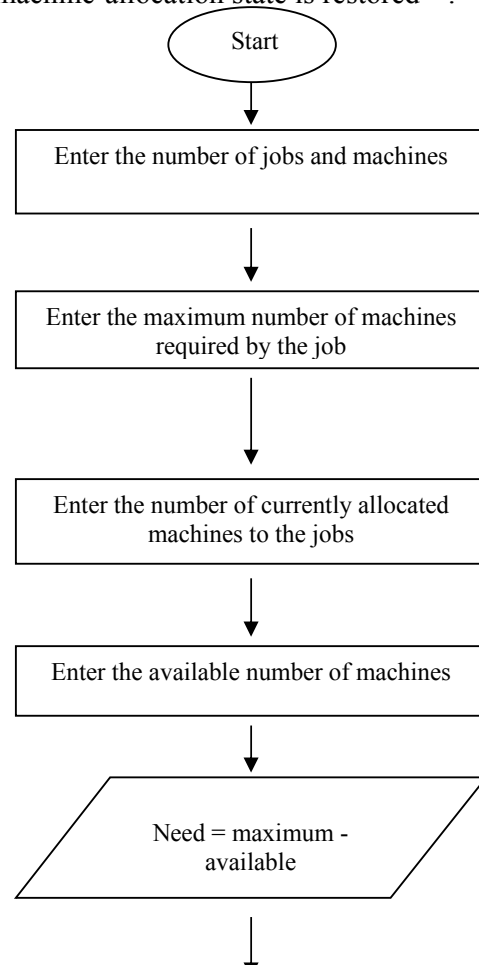 machine-allocation state is restored
Start
Enter the number of jobs and machines
Enter the maximum number of machines
required by the job
Enter the number of currently allocated
machines to the jobs
Enter the available number of machines
Need = maximum -
available